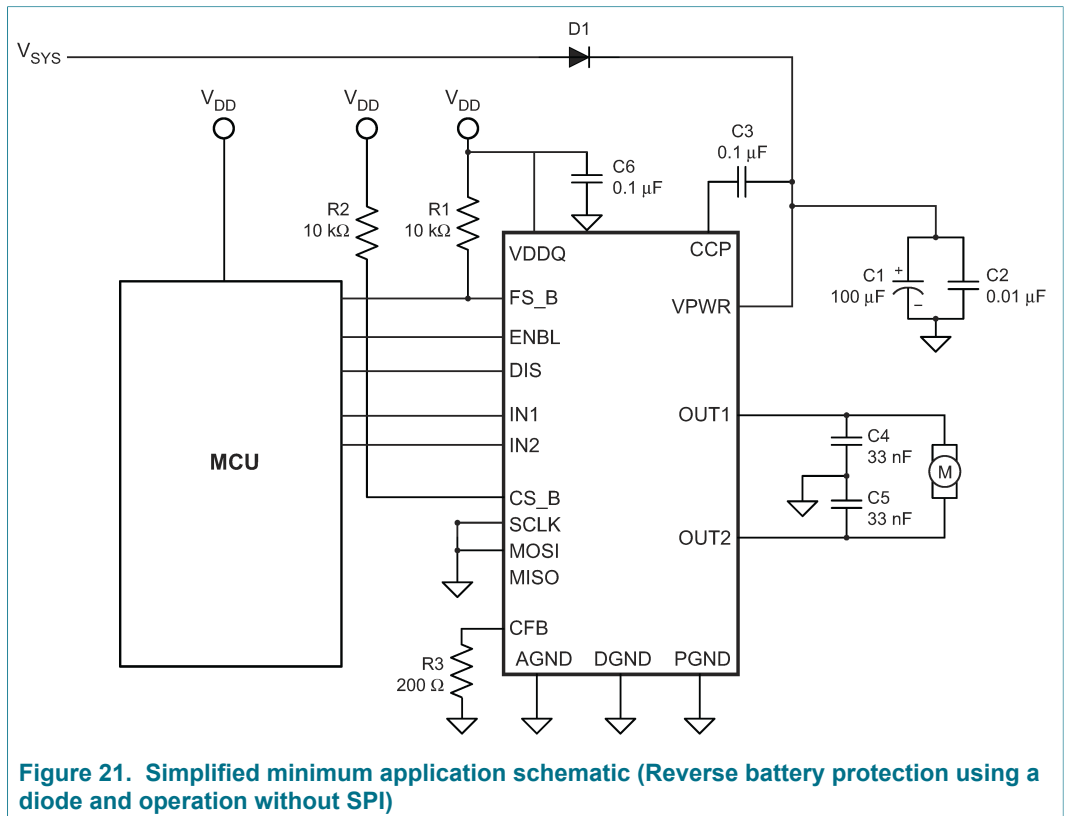 D1
VSYS
VDD
VDD
VDD
C3
0.1 µF
C6
0.1 µF
R2
10 kΩ
R1
10 kΩ
VDDQ
CCP
C1
100 µF
+
−
C2
0.01 µF
FS_B
VPWR
ENBL
DIS
IN1
OUT1
IN2
C4
33 nF
MCU
M
CS_B
C5
33 nF
SCLK
OUT2
MOSI
MISO
CFB
R3
200 Ω
AGND
DGND
PGND
Figure 21. Simplified minimum application schematic (Reverse battery protection using a
diode and operation without SPI)